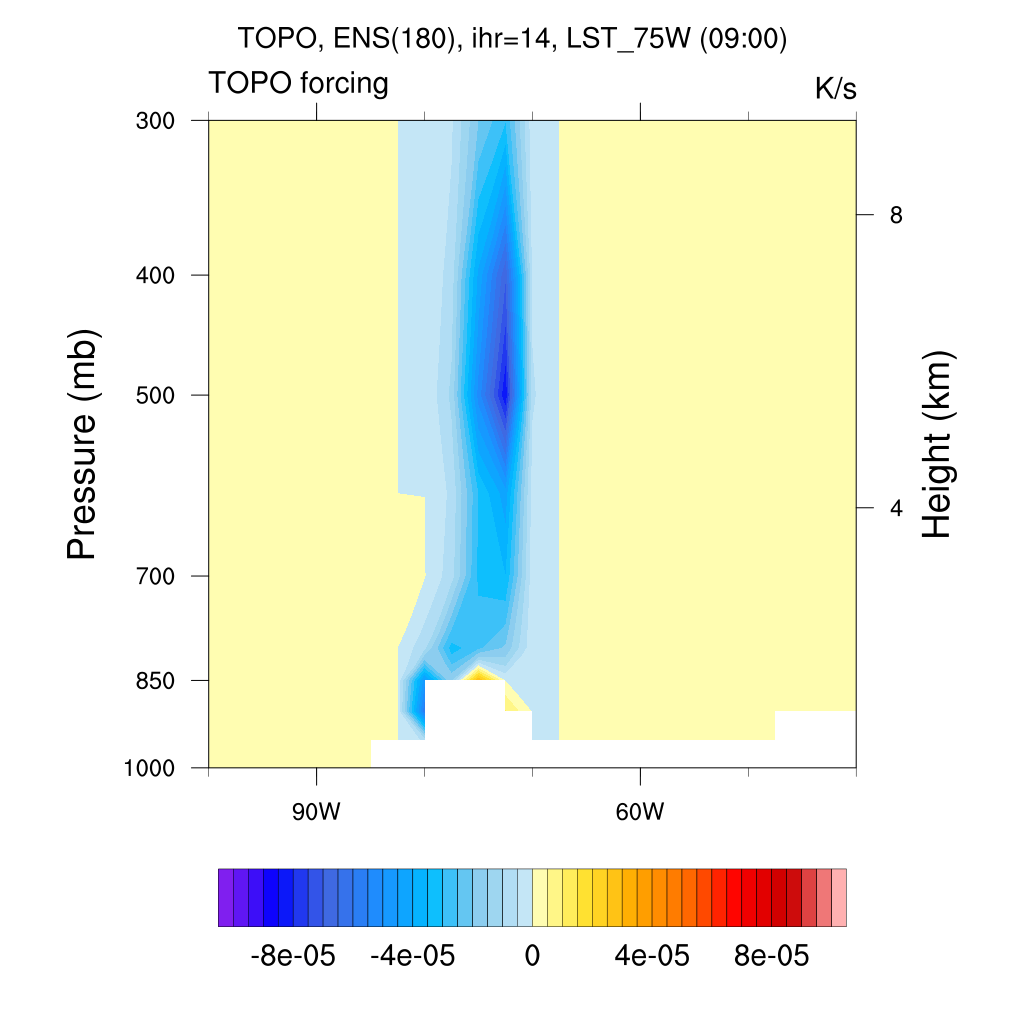 TOPO, ENS(180), ihr=14, LST_75W (09:00)
TOPO forcing
K/s
300
400
500
700
850
1000
Pressure (mb)
8
4
Height (km)
90W
60W
-8e-05
-4e-05
0
4e-05
8e-05